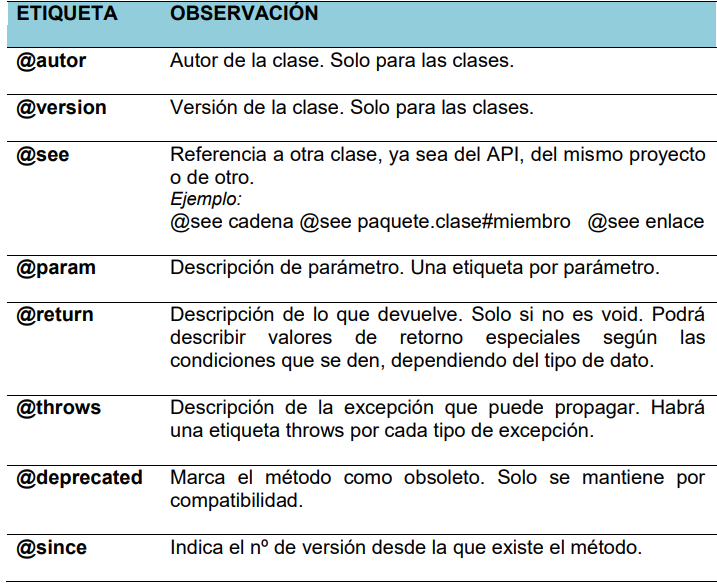 ETIQUETA OBSERVACIÓN
@autor Autor de la clase. Solo para las clases.
@version Versión de la clase. Solo para las clases.
@see Referencia a otra clase, ya sea del API, del mismo proyecto
o de otro.
Ejemplo:
@see cadena @see paquete.clase#miembro @see enlace
@param Descripción de parámetro. Una etiqueta por parámetro.
@return Descripción de lo que devuelve. Solo si no es void. Podrá
describir valores de retorno especiales según las
condiciones que se den, dependiendo del tipo de dato.
@throws Descripción de la excepción que puede propagar. Habrá
una etiqueta throws por cada tipo de excepción.
@deprecated Marca el método como obsoleto. Solo se mantiene por
compatibilidad.
@since Indica el nº de versión desde la que existe el método.